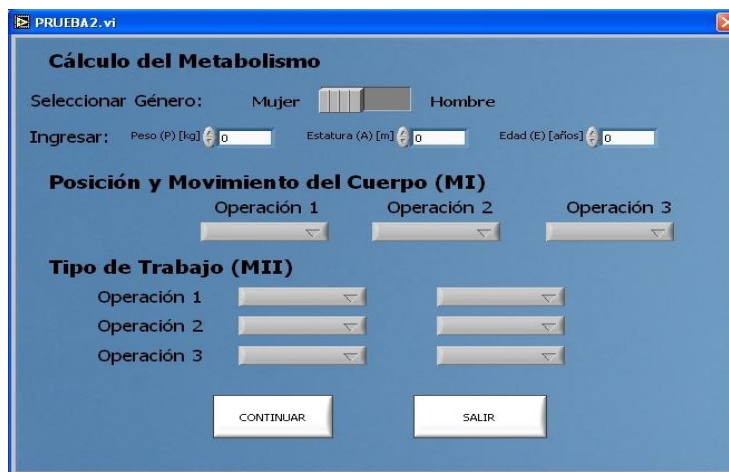 PRUEBA2.vi
Cálculo del Metabolismo
Seleccionar Género: Mujer Hombre
Ingresar: Peso (P) [kg] 0 Estatura (A) [m] 0 Edad (E) [años] 0
Posición y Movimiento del Cuerpo (MI)
Operación 1 Operación 2 Operación 3
Tipo de Trabajo (MII)
Operación 1
Operación 2
Operación 3
CONTINUAR SALIR